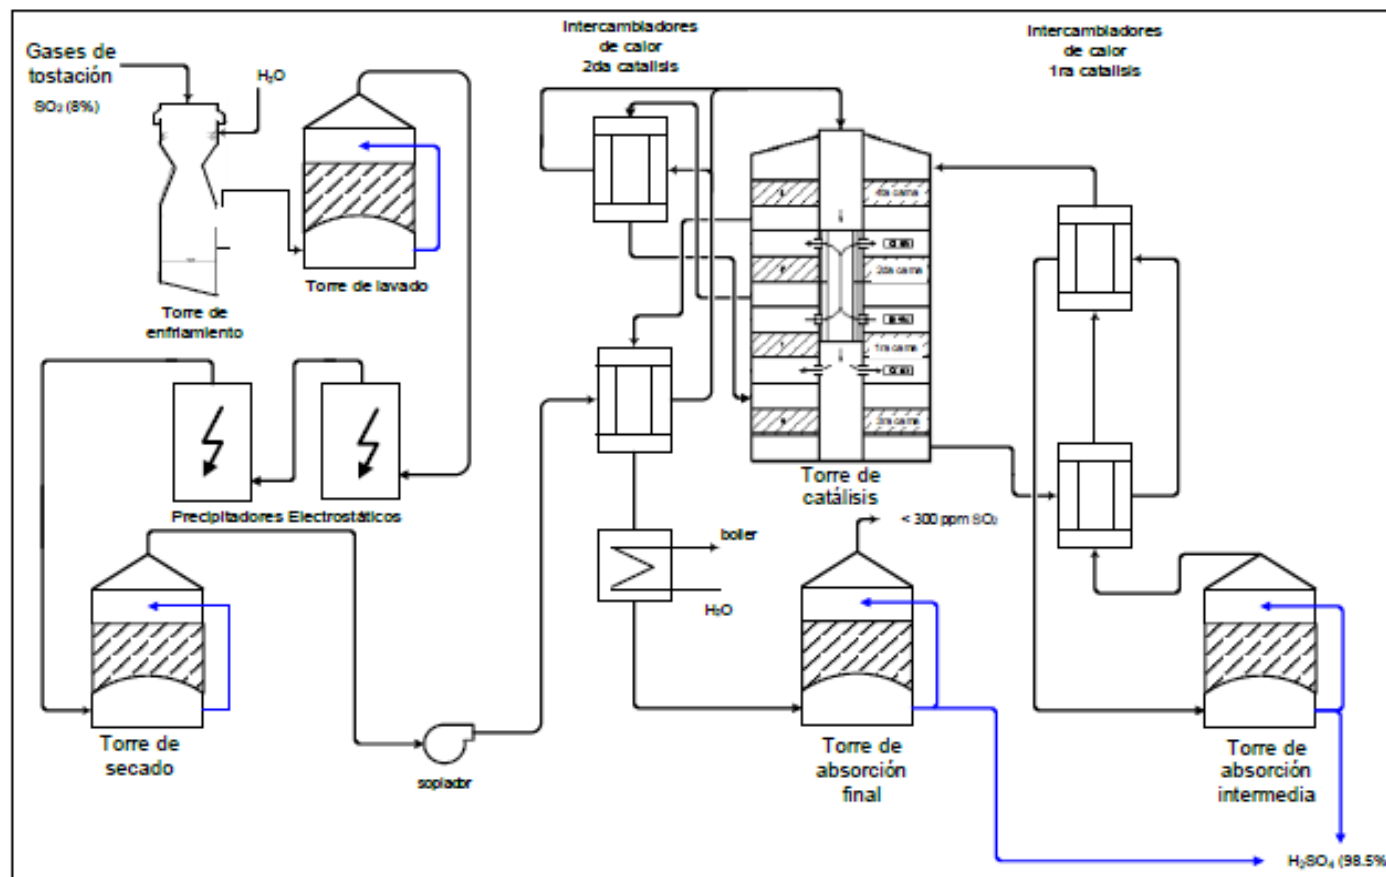 Gases de
tostación
SO₂ (8%)
H₂O
Torre de
enfriamiento
Torre de lavado
Intercambiadores
de calor
2da catalisis
Intercambiadores
de calor
1ra catalisis
4ta cama
2da cama
1ra cama
3ra cama
Torre de
catálisis
Precipitadores Electrostáticos
Torre de
secado
soplador
boiler
H₂O
< 300 ppm SO₂
Torre de
absorción
final
Torre de
absorción
intermedia
H₂SO₄ (98.5%